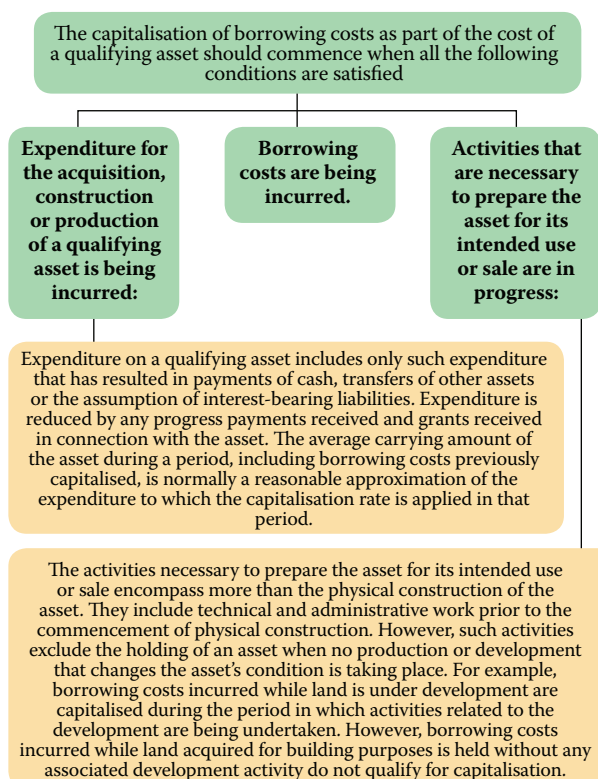 The capitalisation of borrowing costs as part of the cost of
a qualifying asset should commence when all the following
conditions are satisfied
Expenditure for
the acquisition,
construction
or production
of a qualifying
asset is being
incurred:
Borrowing
costs are being
incurred.
Activities that
are necessary
to prepare the
asset for its
intended use
or sale are in
progress:
Expenditure on a qualifying asset includes only such expenditure
that has resulted in payments of cash, transfers of other assets
or the assumption of interest-bearing liabilities. Expenditure is
reduced by any progress payments received and grants received
in connection with the asset. The average carrying amount of
the asset during a period, including borrowing costs previously
capitalised, is normally a reasonable approximation of the
expenditure to which the capitalisation rate is applied in that
period.
The activities necessary to prepare the asset for its intended use
or sale encompass more than the physical construction of the
asset. They include technical and administrative work prior to the
commencement of physical construction. However, such activities
exclude the holding of an asset when no production or development
that changes the asset's condition is taking place. For example,
borrowing costs incurred while land is under development are
capitalised during the period in which activities related to the
development are being undertaken. However, borrowing costs
incurred while land acquired for building purposes is held without any
associated development activity do not qualify for capitalisation.